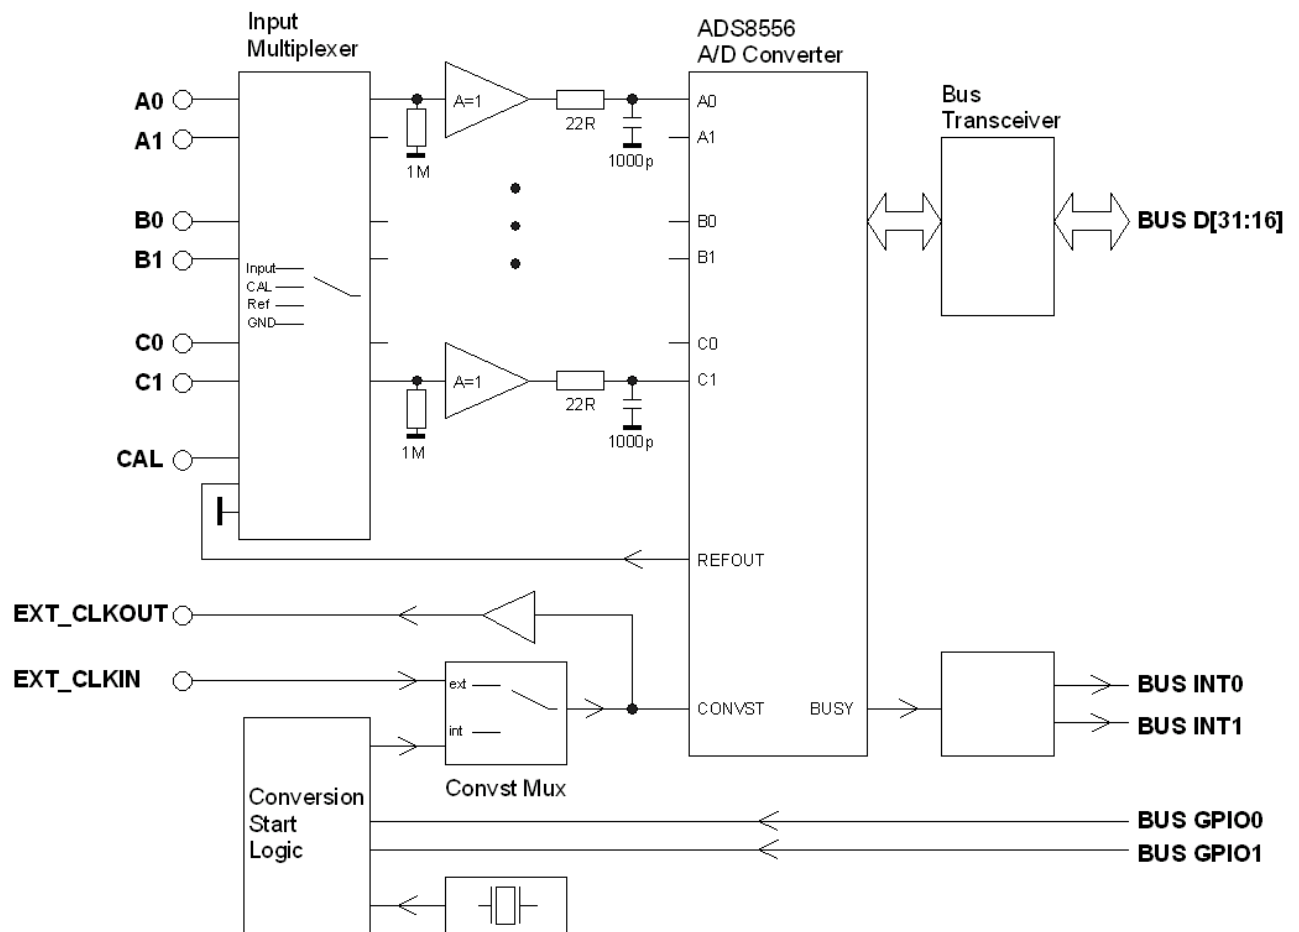 Input
Multiplexer
ADS8556
A/D Converter
Bus
Transceiver
A0
A=1
22R
1000p
1M
A0
A1
A1
B0
B0
B1
B1
BUS D[31:16]
Input
CAL
Ref
GND
C0
C0
C1
A=1
22R
1000p
1M
C1
CAL
REFOUT
EXT_CLKOUT
EXT_CLKIN
ext
int
CONVST
BUSY
BUS INT0
BUS INT1
Convst Mux
Conversion
Start
Logic
BUS GPIO0
BUS GPIO1